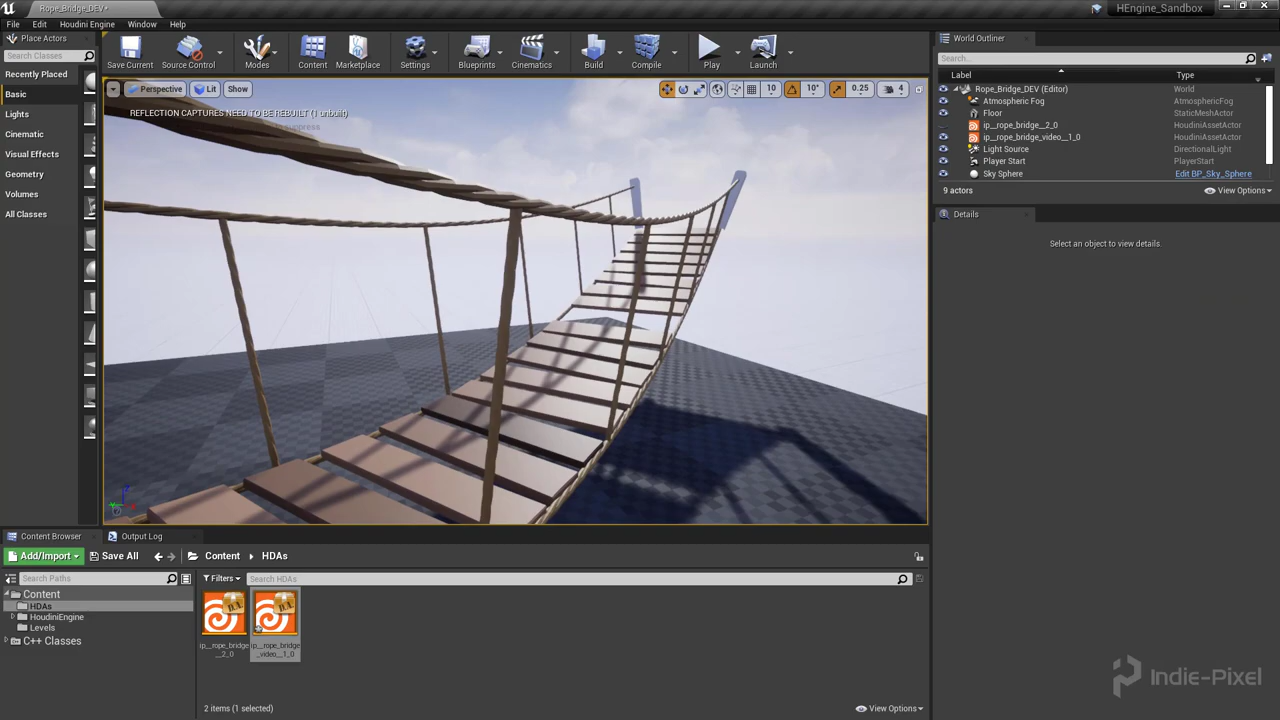 Rope_Bridge_DEV*
HEngine_Sandbox
File Edit Houdini Engine Window Help
Place Actors
Search Classes
Recently Placed
Basic
Lights
Cinematic
Visual Effects
Geometry
Volumes
All Classes
Save Current
Source Control
Modes
Content
Marketplace
Settings
Blueprints
Cinematics
Build
Compile
Play
Launch
Perspective
Lit
Show
10
10°
0.25
4
REFLECTION CAPTURES NEED TO BE REBUILT (1 unbuilt)
World Outliner
Search...
Label Type
Rope_Bridge_DEV (Editor) World
Atmospheric Fog AtmosphericFog
Floor StaticMeshActor
ip__rope_bridge__2_0 HoudiniAssetActor
ip__rope_bridge_video__1_0 HoudiniAssetActor
Light Source DirectionalLight
Player Start PlayerStart
Sky Sphere Edit BP_Sky_Sphere
9 actors View Options
Details
Select an object to view details.
Content Browser
Output Log
Add/Import
Save All
Content
HDAs
Search Paths
Filters
Search HDAs
Content
HDAs
HoudiniEngine
Levels
C++ Classes
ip__rope_bridge
__2_0
ip__rope_bridge
_video__1_0
2 items (1 selected)
View Options
Indie-Pixel